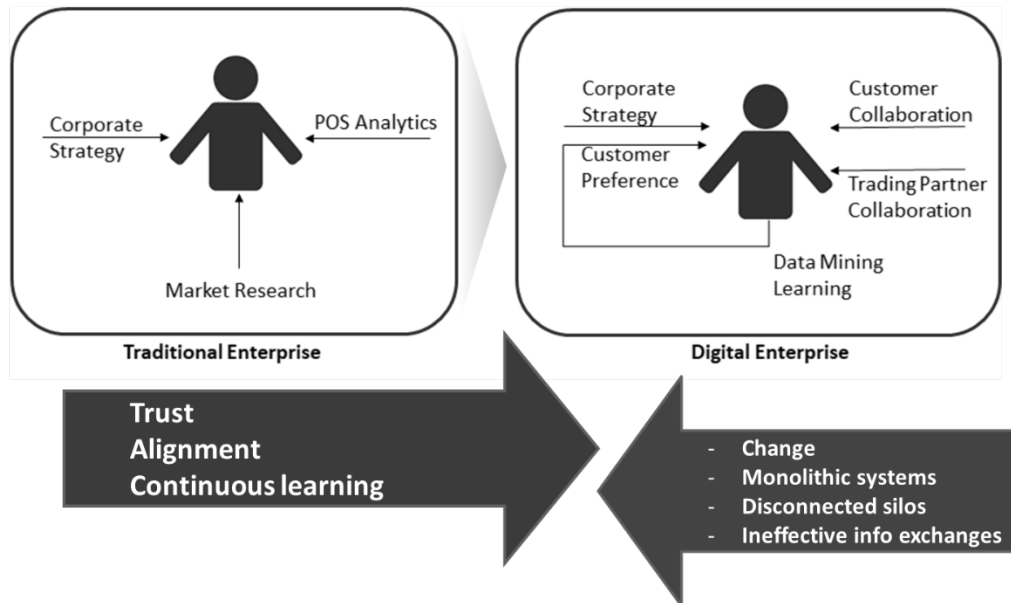 Corporate
Strategy
POS Analytics
Market Research
Traditional Enterprise
Corporate
Strategy
Customer
Preference
Customer
Collaboration
Trading Partner
Collaboration
Data Mining
Learning
Digital Enterprise
Trust
Alignment
Continuous learning
- Change
- Monolithic systems
- Disconnected silos
- Ineffective info exchanges